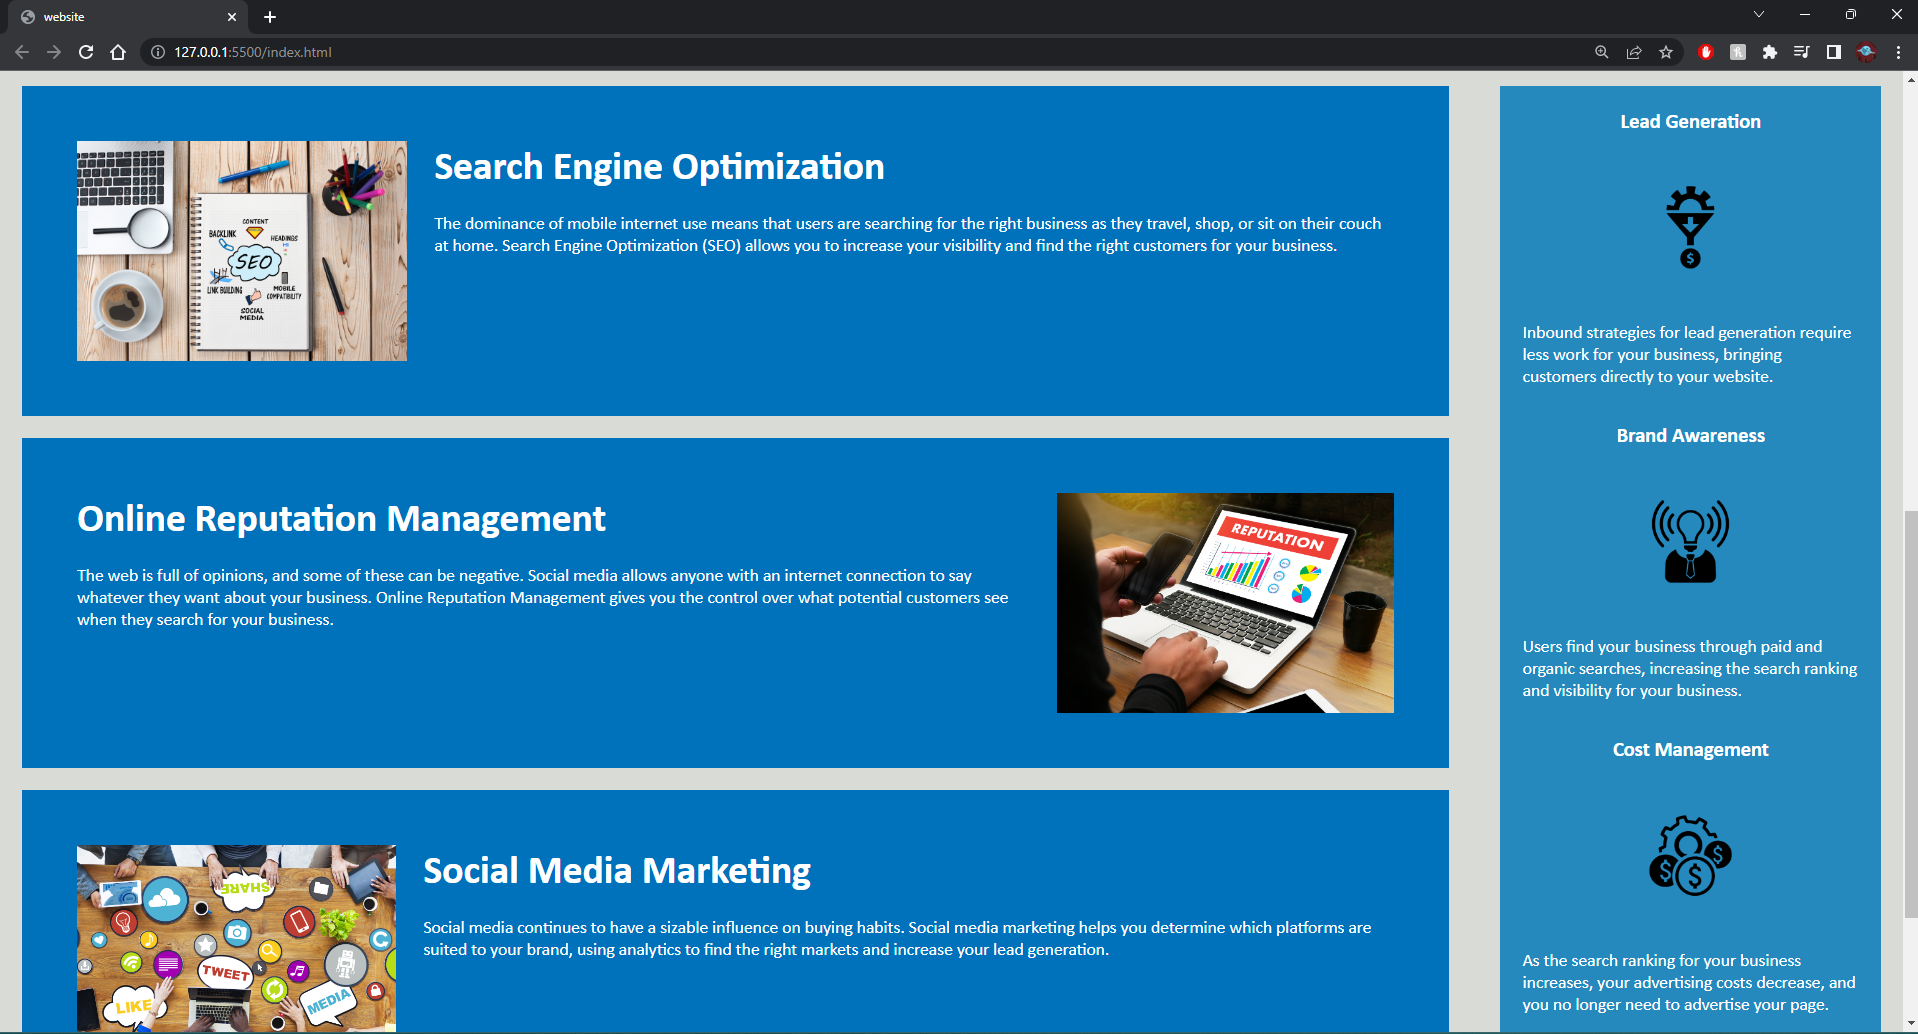 website
127.0.0.1:5500/index.html
CONTENT
BACKLINK
HEADINGS
SEO
LINK BUILDING
MOBILE
COMPATIBILITY
SOCIAL
MEDIA
Search Engine Optimization
The dominance of mobile internet use means that users are searching for the right business as they travel, shop, or sit on their couch
at home. Search Engine Optimization (SEO) allows you to increase your visibility and find the right customers for your business.
Online Reputation Management
The web is full of opinions, and some of these can be negative. Social media allows anyone with an internet connection to say
whatever they want about your business. Online Reputation Management gives you the control over what potential customers see
when they search for your business.
REPUTATION
SHARE
TWEET
LIKE
MEDIA
Social Media Marketing
Social media continues to have a sizable influence on buying habits. Social media marketing helps you determine which platforms are
suited to your brand, using analytics to find the right markets and increase your lead generation.
Lead Generation
$
Inbound strategies for lead generation require
less work for your business, bringing
customers directly to your website.
Brand Awareness
Users find your business through paid and
organic searches, increasing the search ranking
and visibility for your business.
Cost Management
$ $ $
As the search ranking for your business
increases, your advertising costs decrease, and
you no longer need to advertise your page.